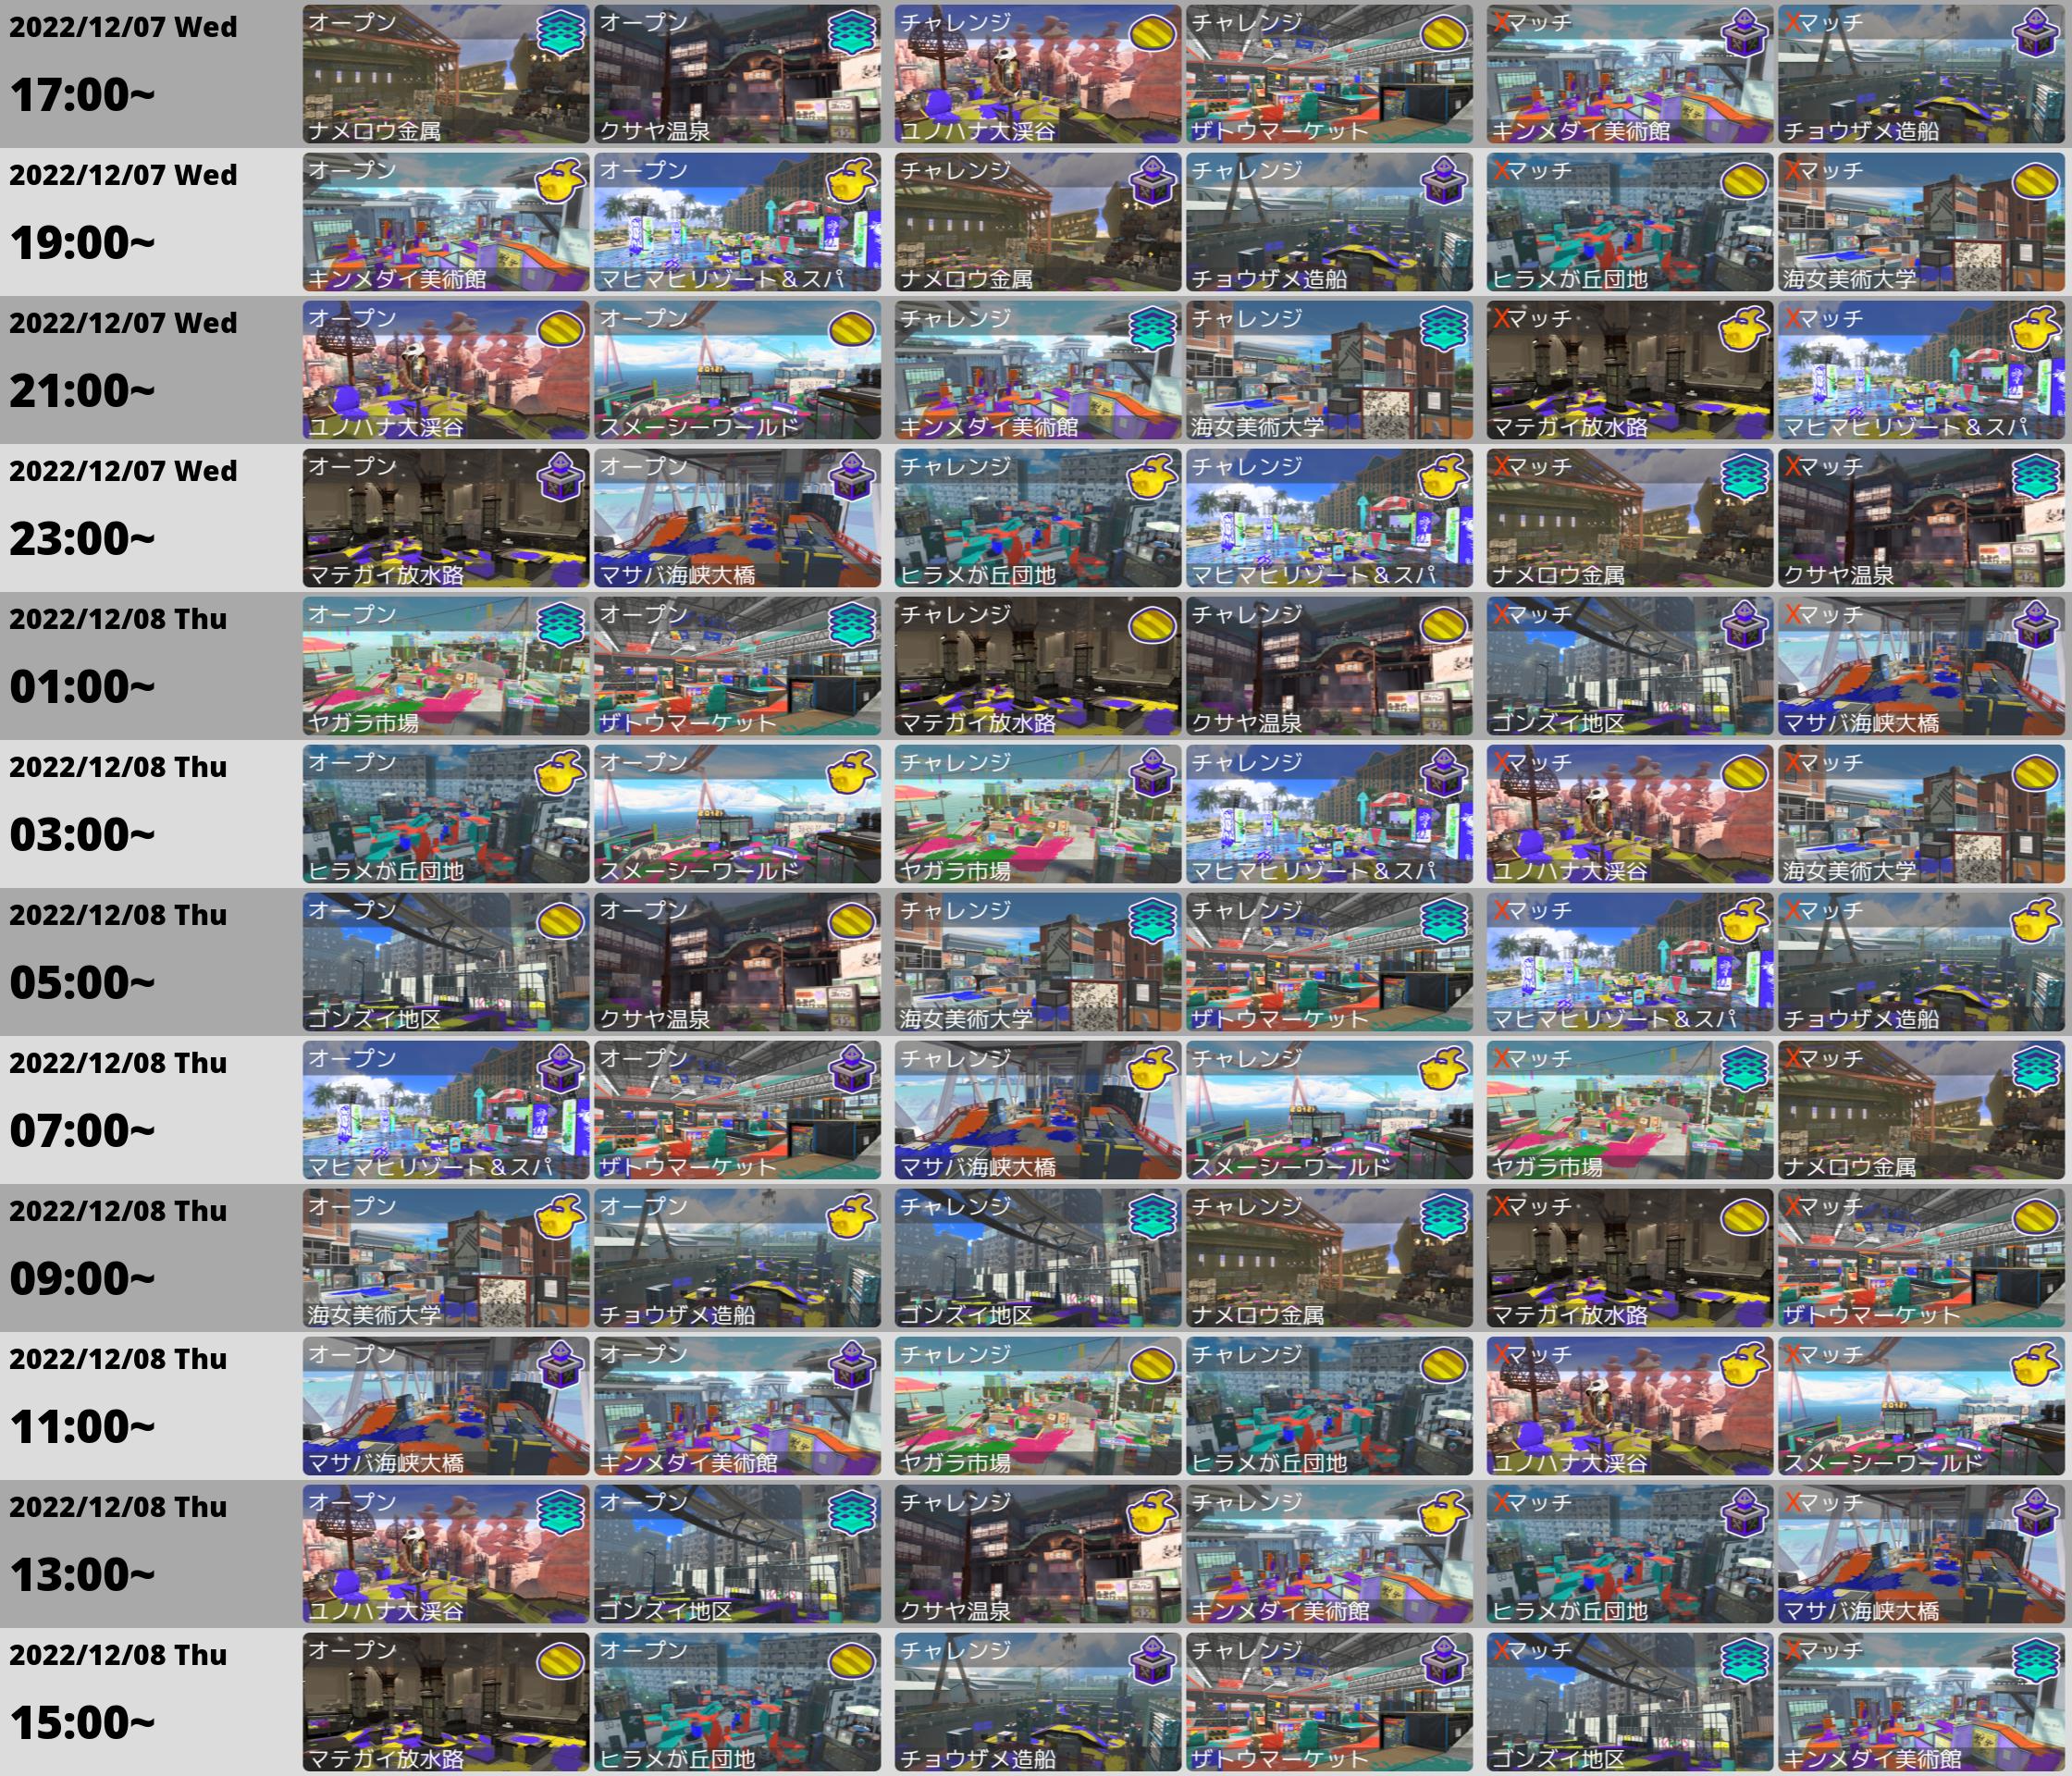 2022/12/07 Wed
17:00~
オープン オープン チャレンジ チャレンジ Xマッチ Xマッチ
ナメロウ金属 クサヤ温泉 ユノハナ大渓谷 ザトウマーケット キンメダイ美術館 チョウザメ造船
2022/12/07 Wed
19:00~
オープン オープン チャレンジ チャレンジ Xマッチ Xマッチ
キンメダイ美術館 マヒマヒリゾート&スパ ナメロウ金属 チョウザメ造船 ヒラメが丘団地 海女美術大学
2022/12/07 Wed
21:00~
オープン オープン チャレンジ チャレンジ Xマッチ Xマッチ
ユノハナ大渓谷 スメーシーワールド キンメダイ美術館 海女美術大学 マテガイ放水路 マヒマヒリゾート&スパ
2022/12/07 Wed
23:00~
オープン オープン チャレンジ チャレンジ Xマッチ Xマッチ
マテガイ放水路 マサバ海峡大橋 ヒラメが丘団地 マヒマヒリゾート&スパ ナメロウ金属 クサヤ温泉
2022/12/08 Thu
01:00~
オープン オープン チャレンジ チャレンジ Xマッチ Xマッチ
ヤガラ市場 ザトウマーケット マテガイ放水路 クサヤ温泉 ゴンズイ地区 マサバ海峡大橋
2022/12/08 Thu
03:00~
オープン オープン チャレンジ チャレンジ Xマッチ Xマッチ
ヒラメが丘団地 スメーシーワールド ヤガラ市場 マヒマヒリゾート&スパ ユノハナ大渓谷 海女美術大学
2022/12/08 Thu
05:00~
オープン オープン チャレンジ チャレンジ Xマッチ Xマッチ
ゴンズイ地区 クサヤ温泉 海女美術大学 ザトウマーケット マヒマヒリゾート&スパ チョウザメ造船
2022/12/08 Thu
07:00~
オープン オープン チャレンジ チャレンジ Xマッチ Xマッチ
マヒマヒリゾート&スパ ザトウマーケット マサバ海峡大橋 スメーシーワールド ヤガラ市場 ナメロウ金属
2022/12/08 Thu
09:00~
オープン オープン チャレンジ チャレンジ Xマッチ Xマッチ
海女美術大学 チョウザメ造船 ゴンズイ地区 ナメロウ金属 マテガイ放水路 ザトウマーケット
2022/12/08 Thu
11:00~
オープン オープン チャレンジ チャレンジ Xマッチ Xマッチ
マサバ海峡大橋 キンメダイ美術館 ヤガラ市場 ヒラメが丘団地 ユノハナ大渓谷 スメーシーワールド
2022/12/08 Thu
13:00~
オープン オープン チャレンジ チャレンジ Xマッチ Xマッチ
ユノハナ大渓谷 ゴンズイ地区 クサヤ温泉 キンメダイ美術館 ヒラメが丘団地 マサバ海峡大橋
2022/12/08 Thu
15:00~
オープン オープン チャレンジ チャレンジ Xマッチ Xマッチ
マテガイ放水路 ヒラメが丘団地 チョウザメ造船 ザトウマーケット ゴンズイ地区 キンメダイ美術館